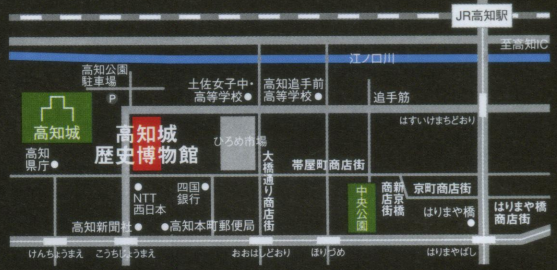 JR高知駅
至高知IC
江ノ口川
高知公園
駐車場
P
土佐女子中・
高等学校
高知追手前
高等学校
追手筋
はすいけまちどおり
高知城
高知城
歴史博物館
ひろめ市場
高知
県庁
大橋通り商店街
帯屋町商店街
中央公園
新京橋
商店街
京町商店街
はりまや橋
はりまや橋
商店街
NTT
西日本
四国
銀行
高知新聞社
高知本町郵便局
けんちょうまえ
こうちじょうまえ
おおはしどおり
ほりづめ
はりまやばし